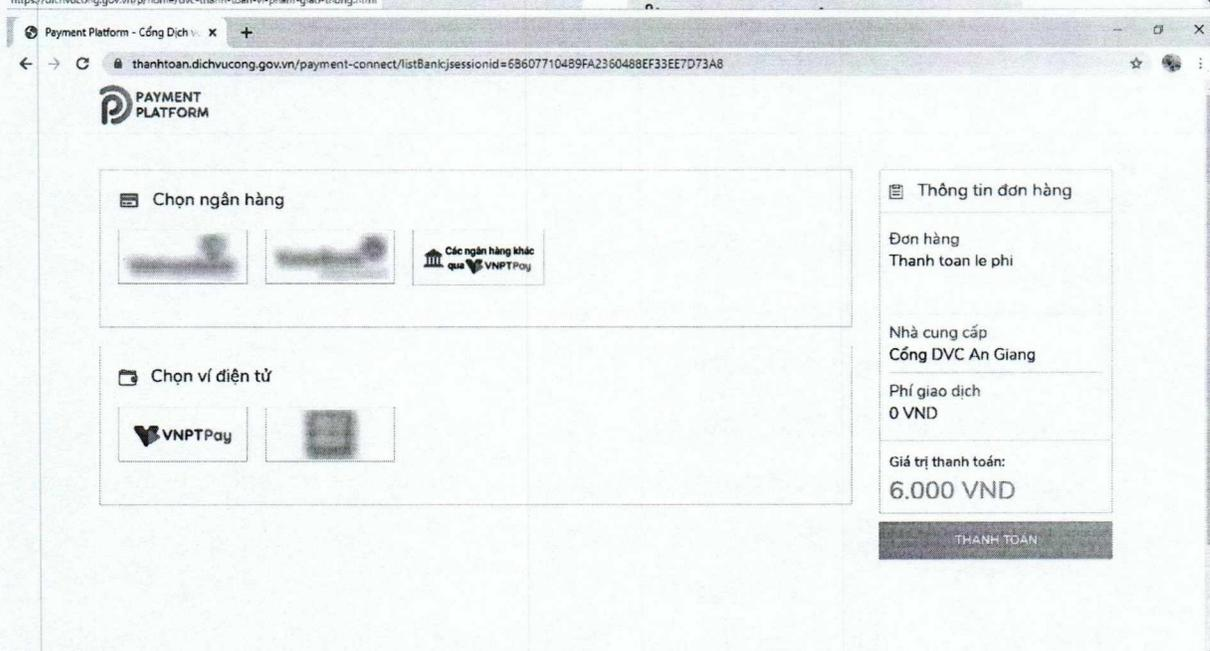 Payment Platform - Cổng Dịch
thanhtoan.dichvucong.gov.vn/payment-connect/listBank;jsessionid=6B607710489FA2360488EF33EE7D73A8
PAYMENT
PLATFORM
Chọn ngân hàng
Các ngân hàng khác
qua VNPTPay
Chọn ví điện tử
VNPTPay
Thông tin đơn hàng
Đơn hàng
Thanh toan le phi
Nhà cung cấp
Cổng DVC An Giang
Phí giao dịch
0 VND
Giá trị thanh toán:
6.000 VND
THANH TOÁN